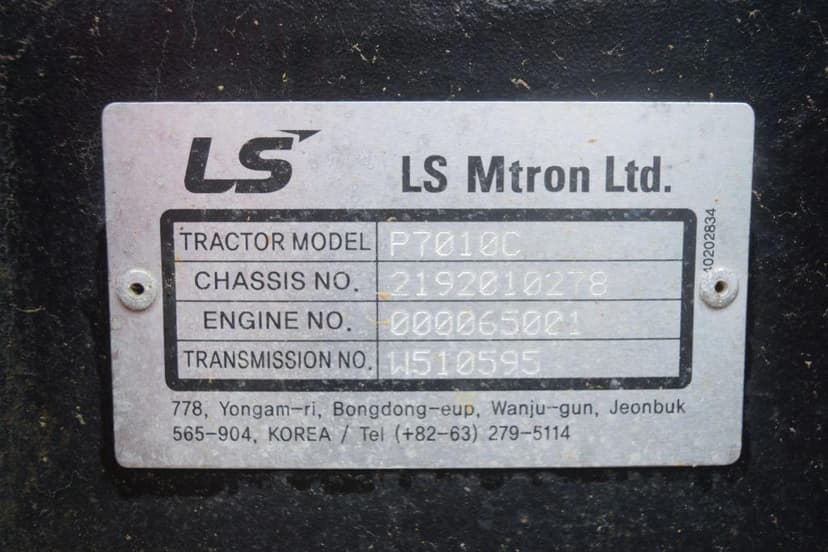 LS LS Mtron Ltd.
TRACTOR MODEL P7010C
CHASSIS NO. 2192010278
ENGINE NO. 000065001
TRANSMISSION NO. W510595
40202834
778, Yongam-ri, Bongdong-eup, Wanju-gun, Jeonbuk
565-904, KOREA / Tel (+82-63) 279-5114